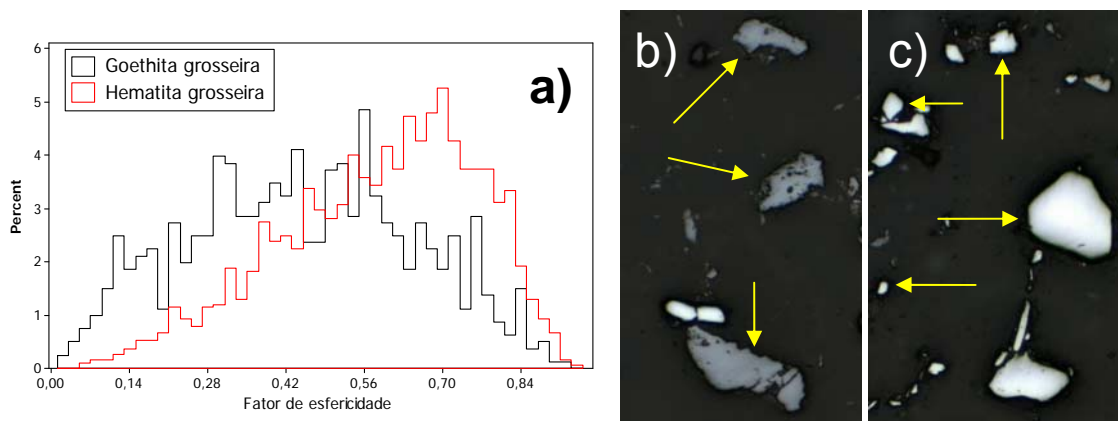 6
5
4
3
2
1
0
Percent
Goethita grosseira
Hematita grosseira
a)
0,00 0,14 0,28 0,42 0,56 0,70 0,84
Fator de esfericidade
b)
c)